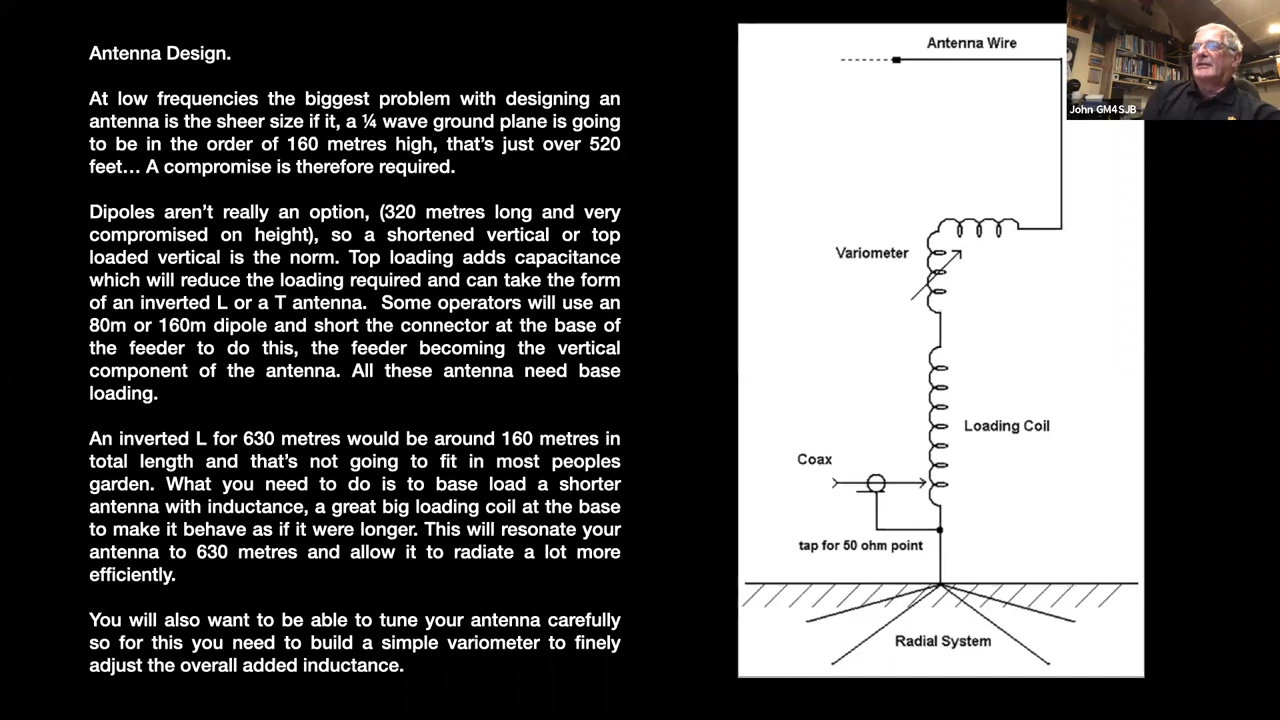 Antenna Design.
At low frequencies the biggest problem with designing an
antenna is the sheer size if it, a ¼ wave ground plane is going
to be in the order of 160 metres high, that's just over 520
feet… A compromise is therefore required.
Dipoles aren't really an option, (320 metres long and very
compromised on height), so a shortened vertical or top
loaded vertical is the norm. Top loading adds capacitance
which will reduce the loading required and can take the form
of an inverted L or a T antenna. Some operators will use an
80m or 160m dipole and short the connector at the base of
the feeder to do this, the feeder becoming the vertical
component of the antenna. All these antenna need base
loading.
An inverted L for 630 metres would be around 160 metres in
total length and that's not going to fit in most peoples
garden. What you need to do is to base load a shorter
antenna with inductance, a great big loading coil at the base
to make it behave as if it were longer. This will resonate your
antenna to 630 metres and allow it to radiate a lot more
efficiently.
You will also want to be able to tune your antenna carefully
so for this you need to build a simple variometer to finely
adjust the overall added inductance.
Antenna Wire
Variometer
Loading Coil
Coax
tap for 50 ohm point
Radial System
John GM4SJB